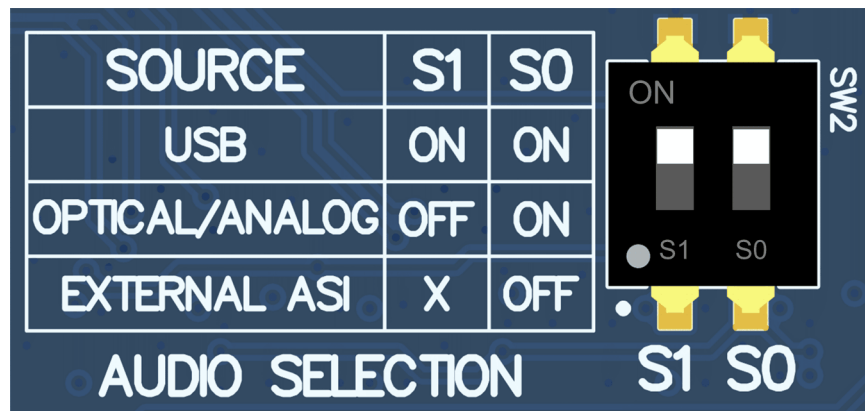 SOURCE S1 S0
USB ON ON
OPTICAL/ANALOG OFF ON
EXTERNAL ASI X OFF
AUDIO SELECTION
ON
S1 S0
SW2
S1 S0